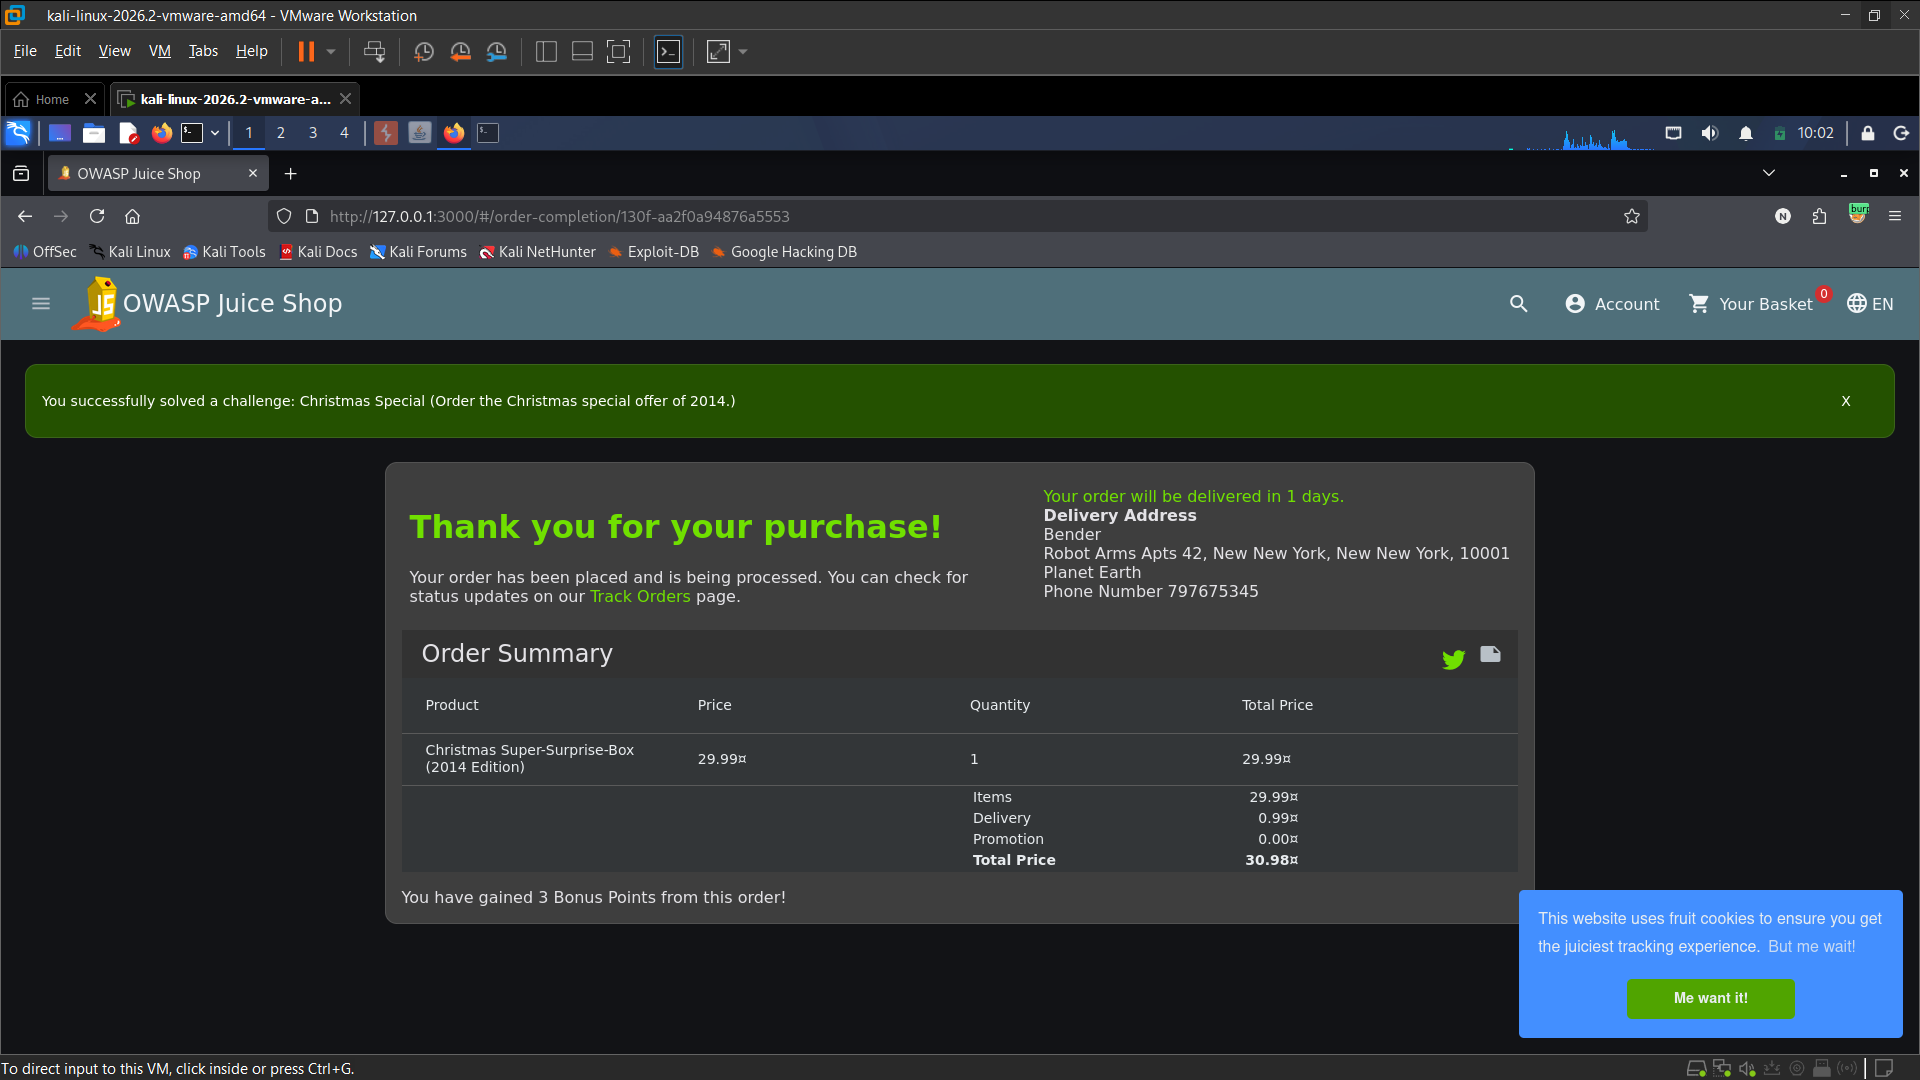 kali-linux-2026.2-vmware-amd64 - VMware Workstation
File Edit View VM Tabs Help
Home kali-linux-2026.2-vmware-a...
1 2 3 4 10:02
OWASP Juice Shop
http://127.0.0.1:3000/#/order-completion/130f-aa2f0a94876a5553
N
OffSec Kali Linux Kali Tools Kali Docs Kali Forums Kali NetHunter Exploit-DB Google Hacking DB
JS OWASP Juice Shop Account Your Basket 0 EN
You successfully solved a challenge: Christmas Special (Order the Christmas special offer of 2014.) X
Thank you for your purchase!
Your order has been placed and is being processed. You can check for
status updates on our Track Orders page.
Your order will be delivered in 1 days.
Delivery Address
Bender
Robot Arms Apts 42, New New York, New New York, 10001
Planet Earth
Phone Number 797675345
Order Summary
Product Price Quantity Total Price
Christmas Super-Surprise-Box
(2014 Edition) 29.99¤ 1 29.99¤
Items 29.99¤
Delivery 0.99¤
Promotion 0.00¤
Total Price 30.98¤
You have gained 3 Bonus Points from this order!
This website uses fruit cookies to ensure you get
the juiciest tracking experience. But me wait!
Me want it!
To direct input to this VM, click inside or press Ctrl+G.